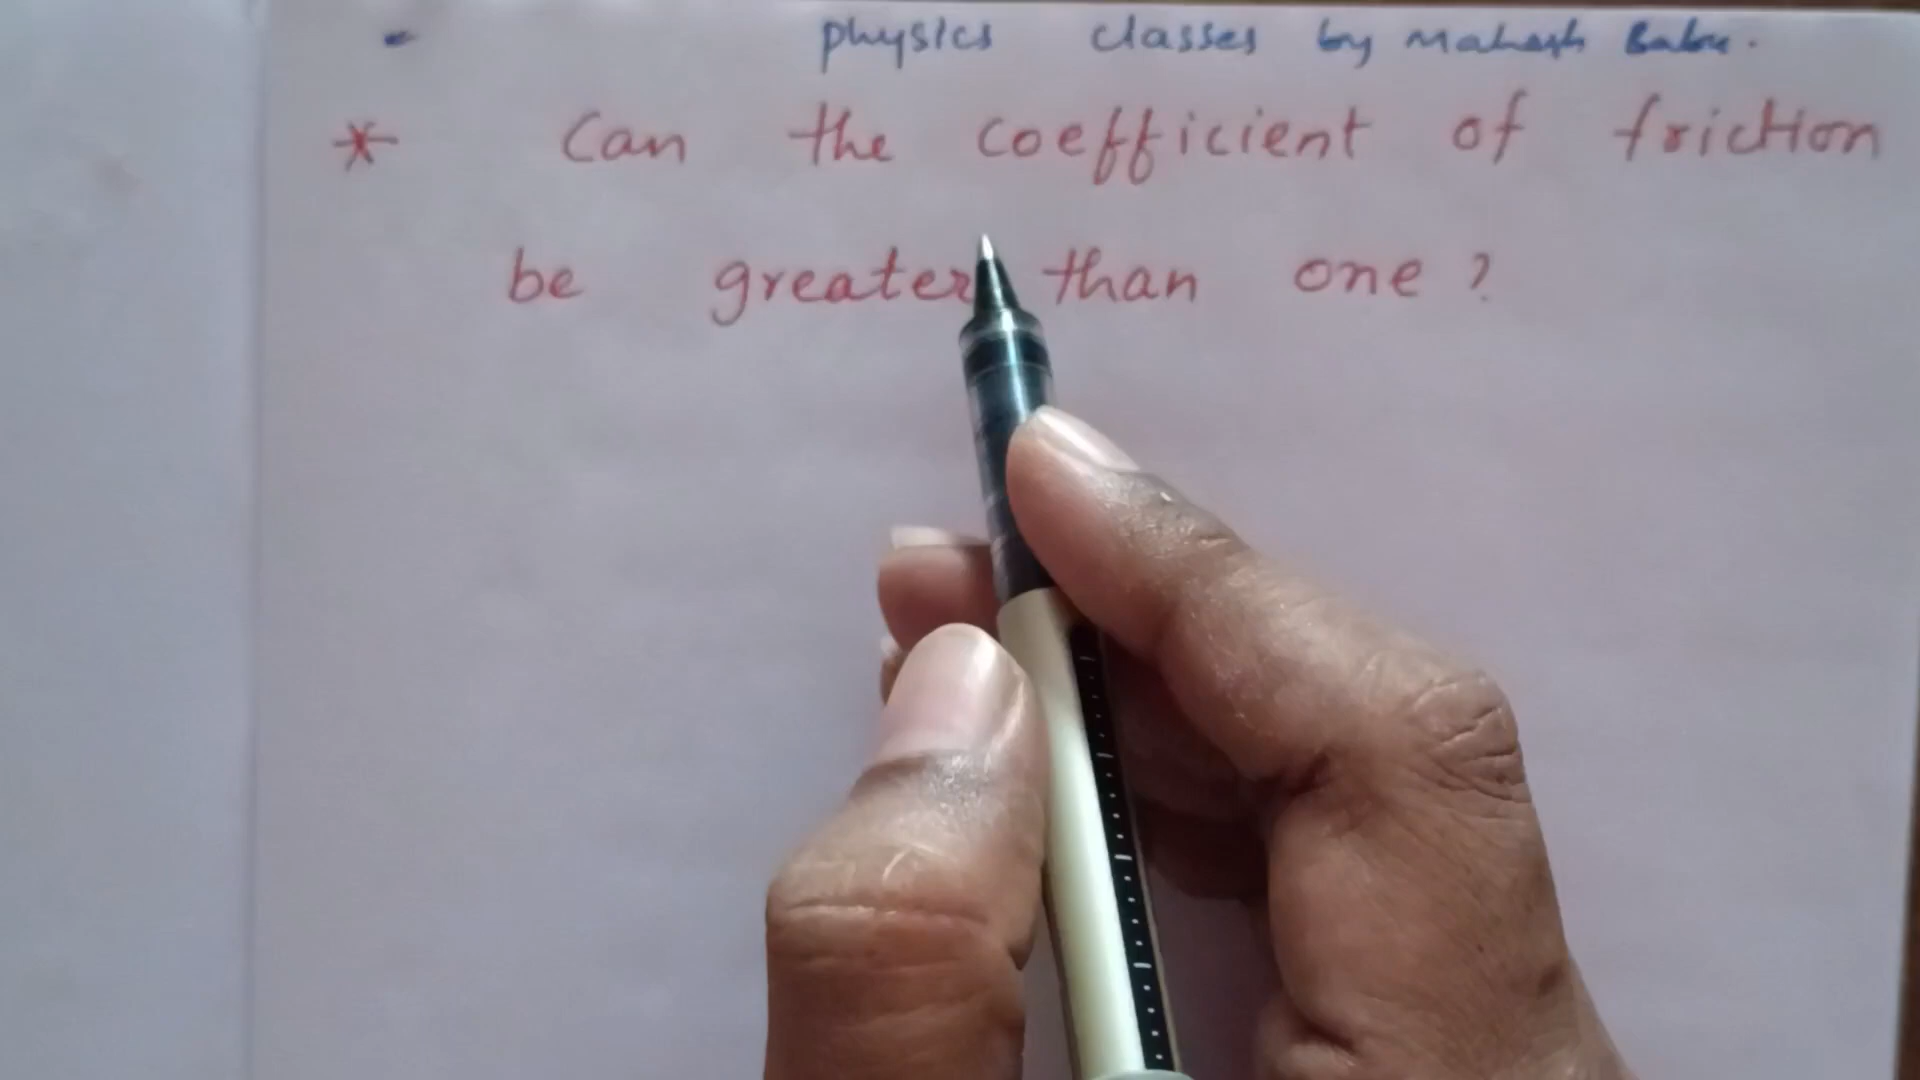 physics classes by Mahesh Babu.
* Can the coefficient of friction
be greater than one?